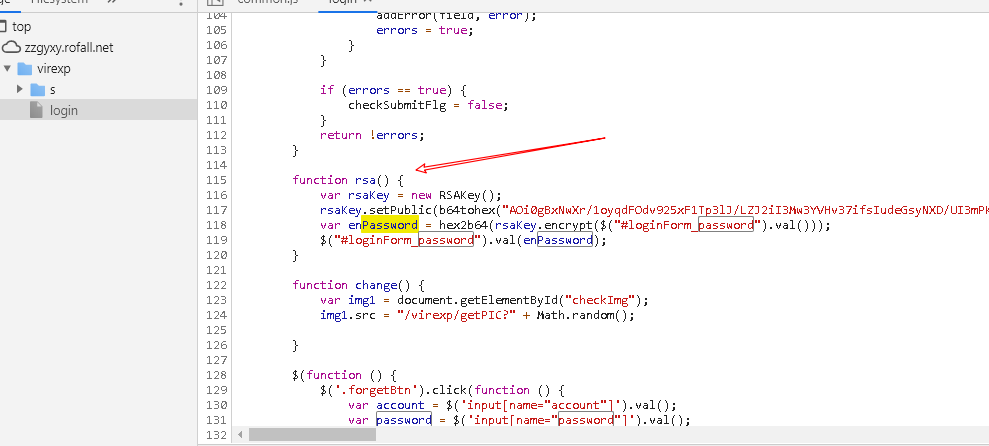 ge Filesystem » ⋮ common.js login ×
top
zzgyxy.rofall.net
virexp
s
login
104 addError(field, error);
105 errors = true;
106 }
107 }
108
109 if (errors == true) {
110 checkSubmitFlg = false;
111 }
112 return !errors;
113 }
114
115 function rsa() {
116 var rsaKey = new RSAKey();
117 rsaKey.setPublic(b64tohex("AOi0gBxNwXr/1oyqdFOdv925xF1Tp3lJ/LZJ2iI3Mw3YVHv37ifsIudeGsyNXD/UI3mPK
118 var enPassword = hex2b64(rsaKey.encrypt($("#loginForm_password").val()));
119 $("#loginForm_password").val(enPassword);
120 }
121
122 function change() {
123 var img1 = document.getElementById("checkImg");
124 img1.src = "/virexp/getPIC?" + Math.random();
125
126 }
127
128 $(function () {
129 $('.forgetBtn').click(function () {
130 var account = $('input[name="account"]').val();
131 var password = $('input[name="password"]').val();
132